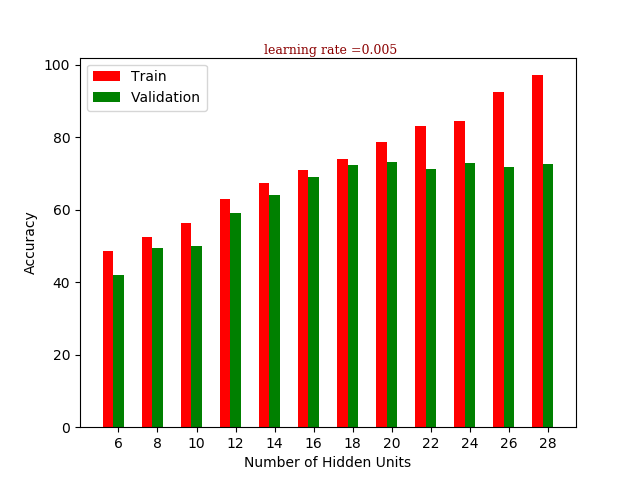 learning rate =0.005
Train
Validation
100
80
60
40
20
0
Accuracy
6 8 10 12 14 16 18 20 22 24 26 28
Number of Hidden Units